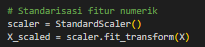 # Standarisasi fitur numerik
scaler = StandardScaler()
X_scaled = scaler.fit_transform(X)